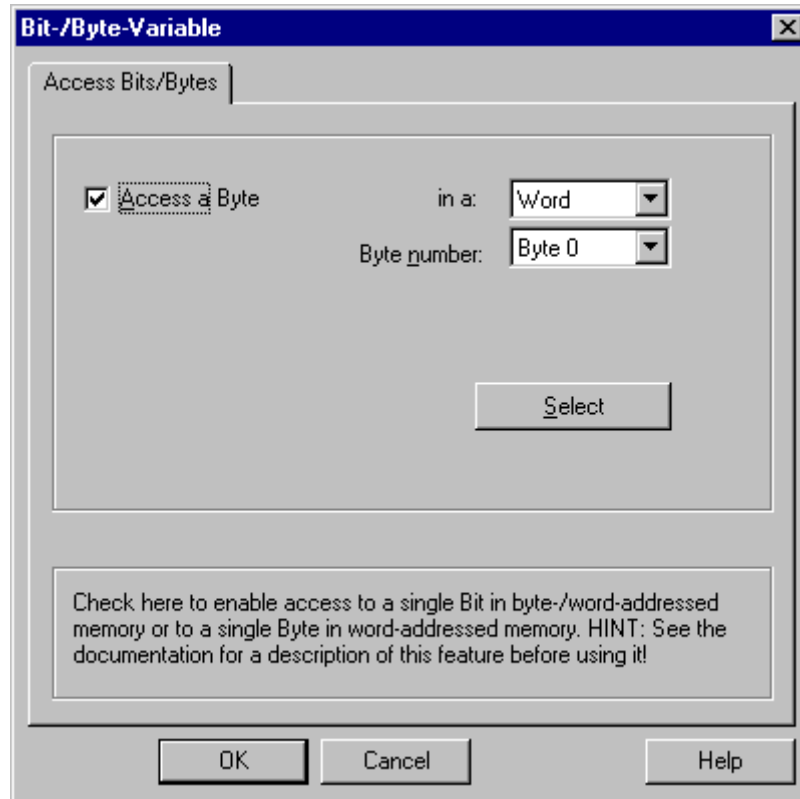 Bit-/Byte-Variable
Access Bits/Bytes
Access a Byte
in a:
Word
Byte number:
Byte 0
Select
Check here to enable access to a single Bit in byte-/word-addressed
memory or to a single Byte in word-addressed memory. HINT: See the
documentation for a description of this feature before using it!
OK
Cancel
Help